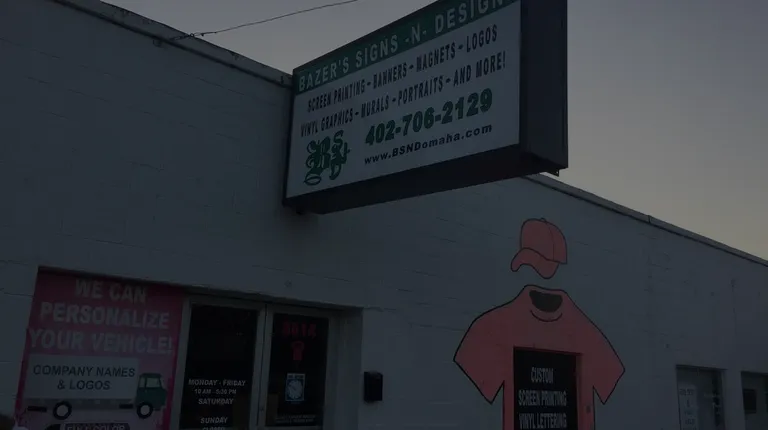 BAZER'S SIGNS -N- DESIGN
SCREEN PRINTING - BANNERS - MAGNETS - LOGOS
VINYL GRAPHICS - MURALS - PORTRAITS - AND MORE!
402-706-2129
www.BSNDomaha.com
WE CAN
PERSONALIZE
YOUR VEHICLE!
COMPANY NAMES
& LOGOS
MONDAY - FRIDAY
SATURDAY
SUNDAY
CUSTOM
SCREEN PRINTING
VINYL LETTERING